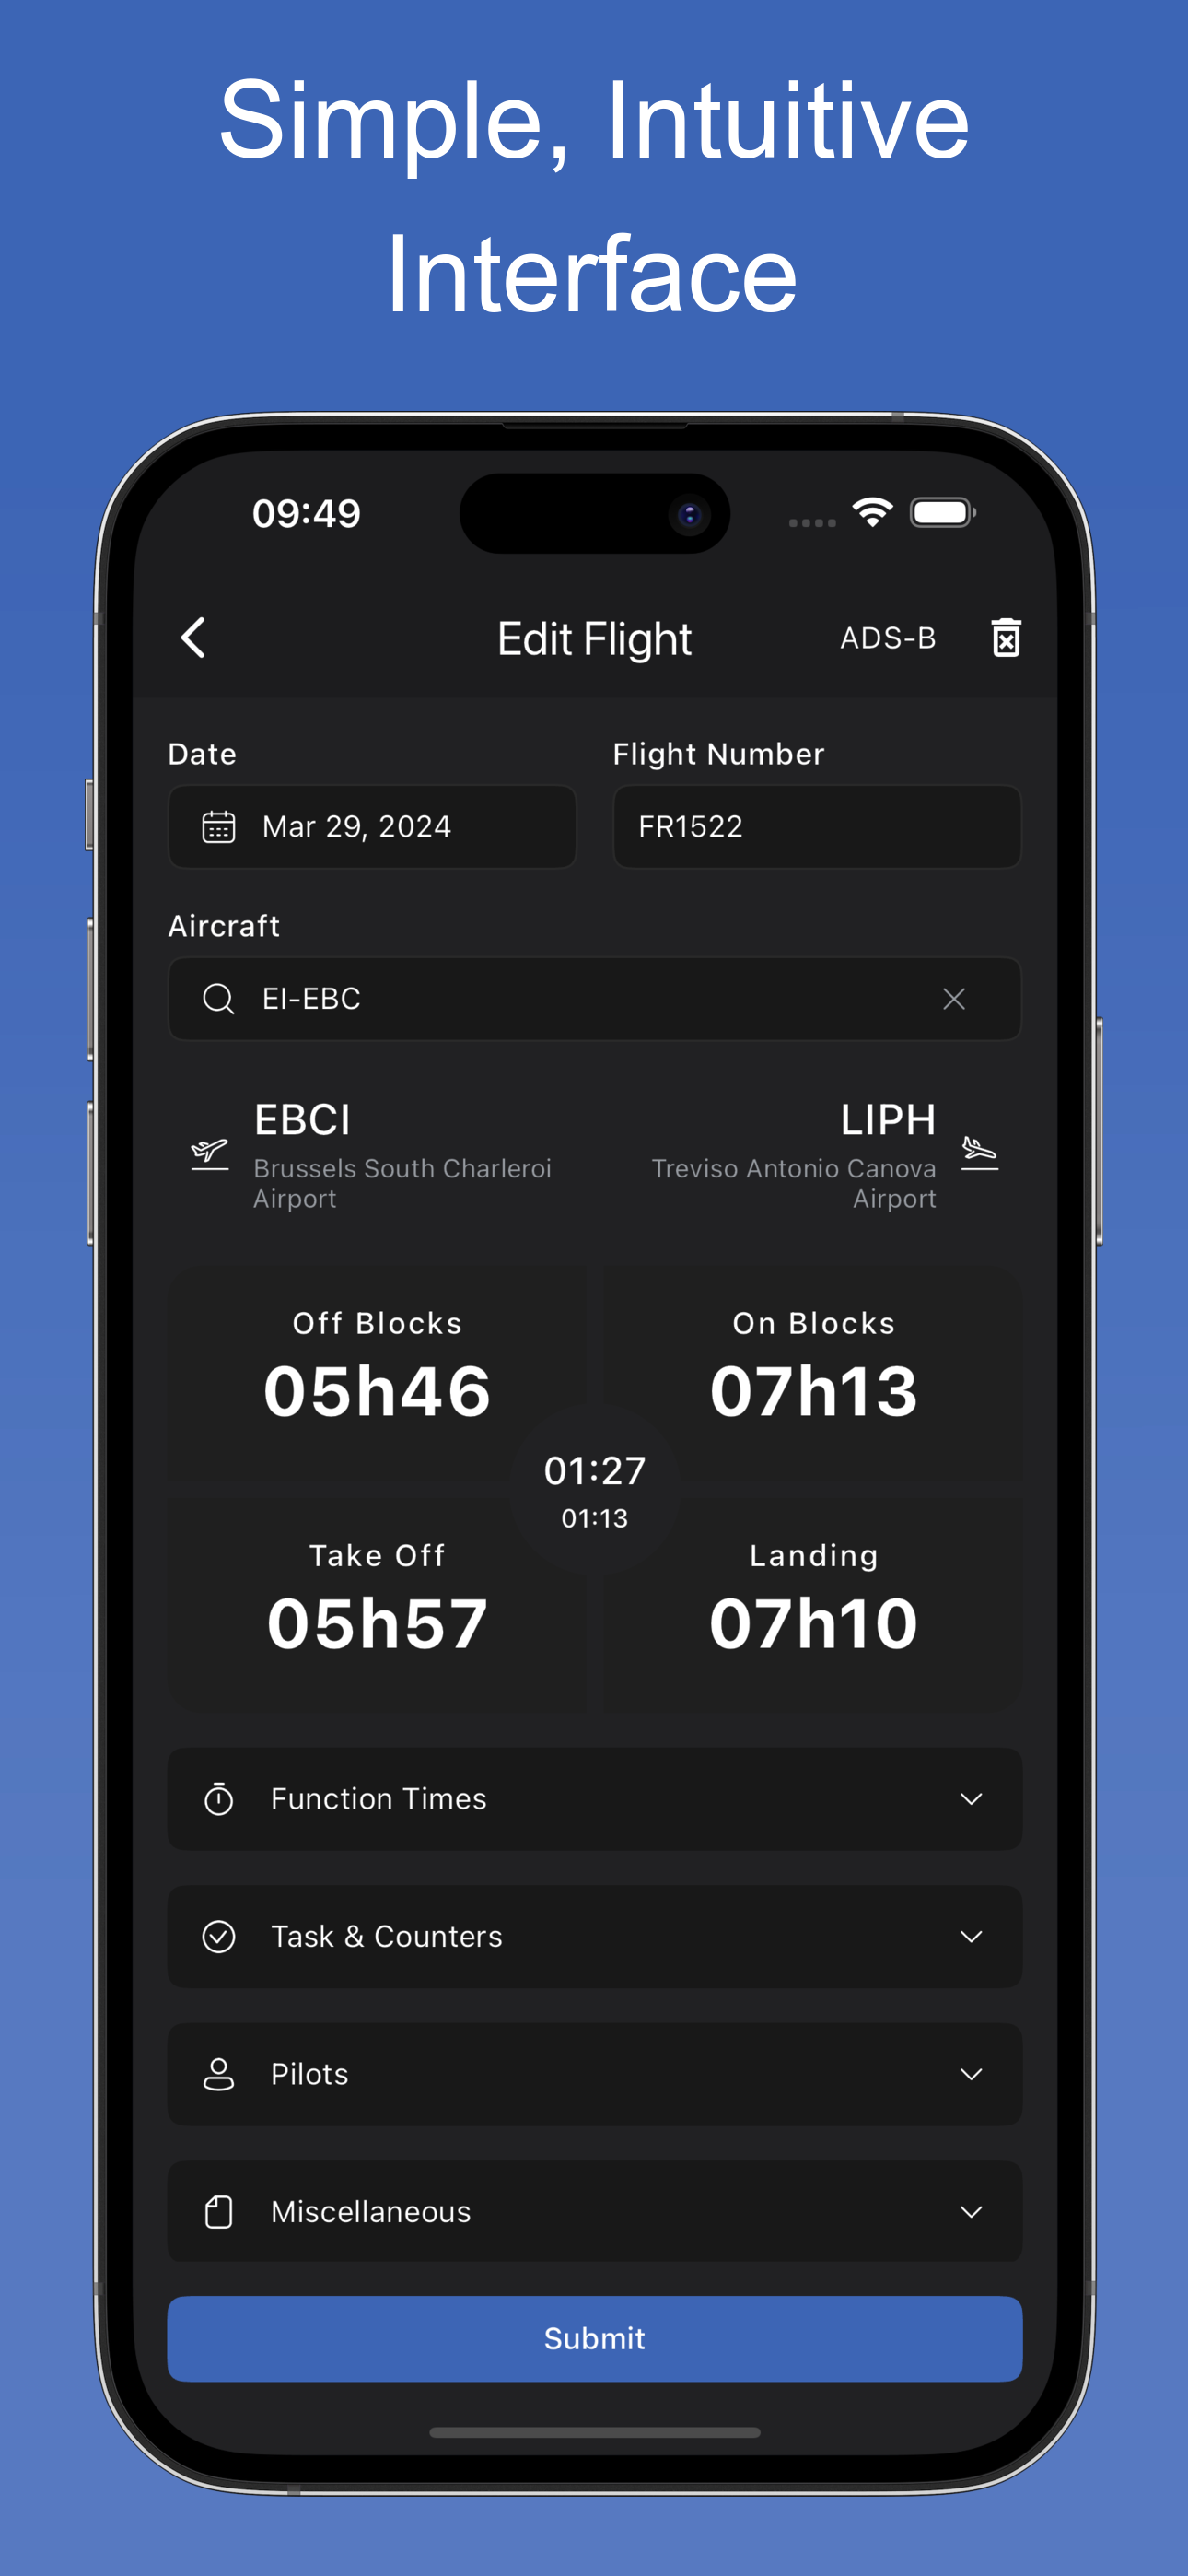 Simple, Intuitive
Interface
09:49
Edit Flight
ADS-B
Date
Flight Number
Mar 29, 2024
FR1522
Aircraft
EI-EBC
EBCI
LIPH
Brussels South Charleroi
Airport
Treviso Antonio Canova
Airport
Off Blocks
On Blocks
05h46
07h13
01:27
01:13
Take Off
Landing
05h57
07h10
Function Times
Task & Counters
Pilots
Miscellaneous
Submit